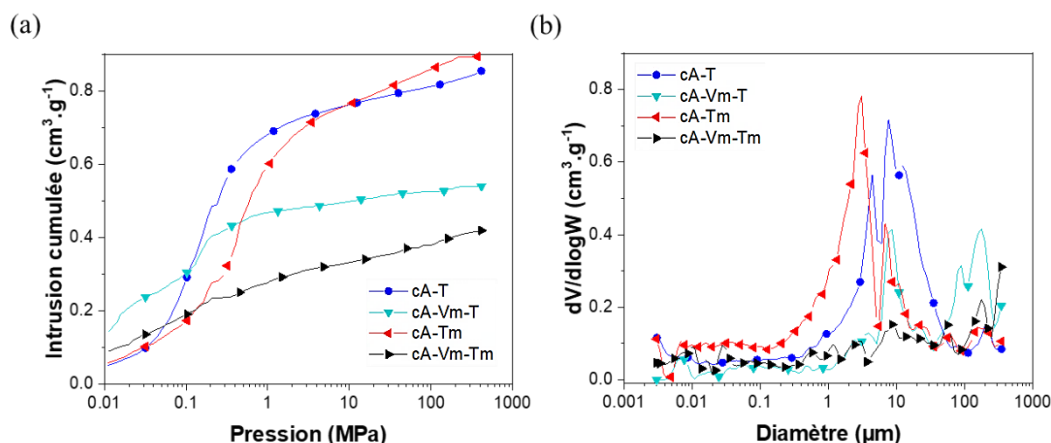 (a)
Intrusion cumulée (cm³.g⁻¹)
0.8
0.6
0.4
0.2
0.0
0.01 0.1 1 10 100 1000
Pression (MPa)
cA-T
cA-Vm-T
cA-Tm
cA-Vm-Tm
(b)
dV/dlogW (cm³.g⁻¹)
0.8
0.6
0.4
0.2
0.0
0.001 0.01 0.1 1 10 100
Diamètre (µm)
cA-T
cA-Vm-T
cA-Tm
cA-Vm-Tm